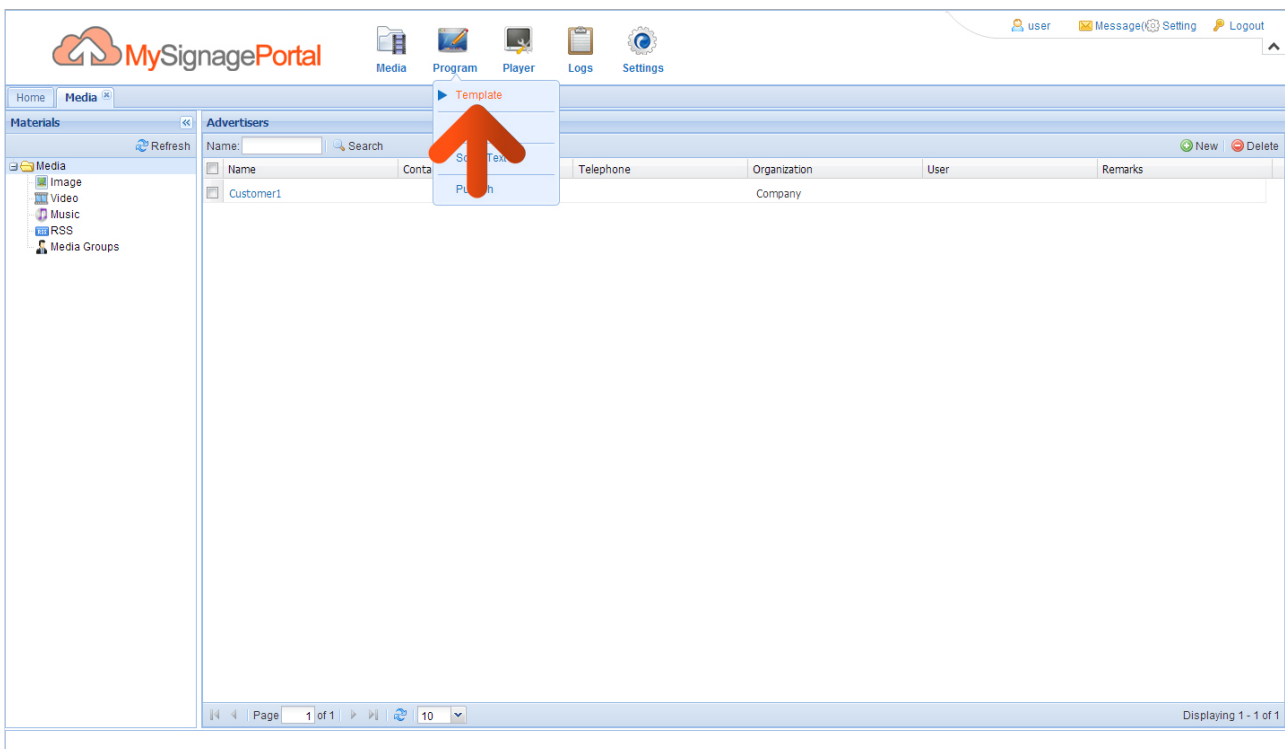 user Message( Setting Logout
MySignagePortal
Media Program Player Logs Settings
Home Media
Template
Materials
Advertisers
Refresh
Name: Search
New Delete
Name Telephone Organization User Remarks
Customer1 Company
Media
Image
Video
Music
RSS
Media Groups
Page 1 of 1 10
Displaying 1 - 1 of 1